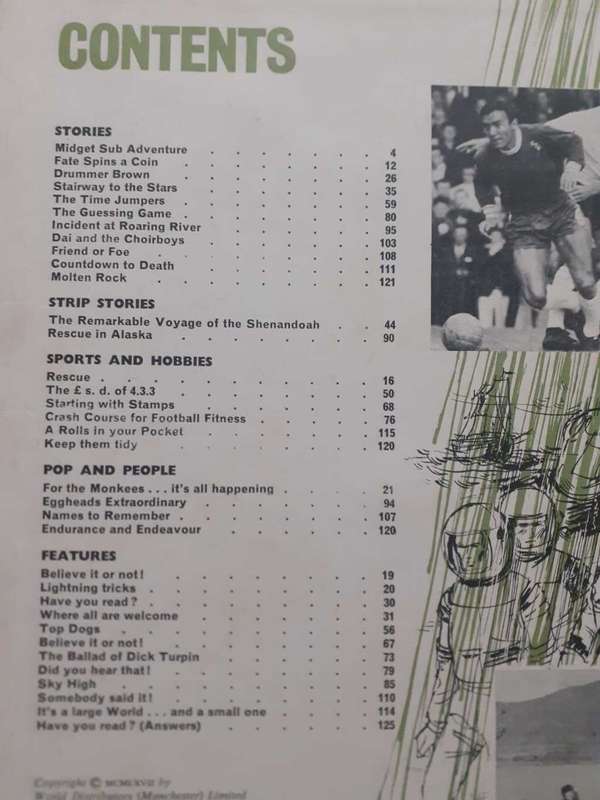 CONTENTS
STORIES
Midget Sub Adventure . . . . . . . 4
Fate Spins a Coin . . . . . . . 12
Drummer Brown . . . . . . . 26
Stairway to the Stars . . . . . . . 35
The Time Jumpers . . . . . . . 59
The Guessing Game . . . . . . . 80
Incident at Roaring River . . . . . . . 95
Dai and the Choirboys . . . . . . . 103
Friend or Foe . . . . . . . 108
Countdown to Death . . . . . . . 111
Molten Rock . . . . . . . 121
STRIP STORIES
The Remarkable Voyage of the Shenandoah . . 44
Rescue in Alaska . . . . . . . 90
SPORTS AND HOBBIES
Rescue . . . . . . . . . 16
The £ s. d. of 4.3.3 . . . . . . . 50
Starting with Stamps . . . . . . . 68
Crash Course for Football Fitness . . . . . 76
A Rolls in your Pocket . . . . . . . 115
Keep them tidy . . . . . . . . 120
POP AND PEOPLE
For the Monkees . . . it's all happening . . . . 21
Eggheads Extraordinary . . . . . . . 94
Names to Remember . . . . . . . . 107
Endurance and Endeavour . . . . . . 120
FEATURES
Believe it or not! . . . . . . . . 19
Lightning tricks . . . . . . . . . 20
Have you read? . . . . . . . . . 30
Where all are welcome . . . . . . . 31
Top Dogs . . . . . . . . . 56
Believe it or not! . . . . . . . . 67
The Ballad of Dick Turpin . . . . . . 73
Did you hear that! . . . . . . . . 79
Sky High . . . . . . . . . 85
Somebody said it! . . . . . . . . 110
It's a large World . . . and a small one . . . . 114
Have you read? (Answers) . . . . . . 125
Copyright © MCMLXVII by
World Distributors (Manchester) Limited